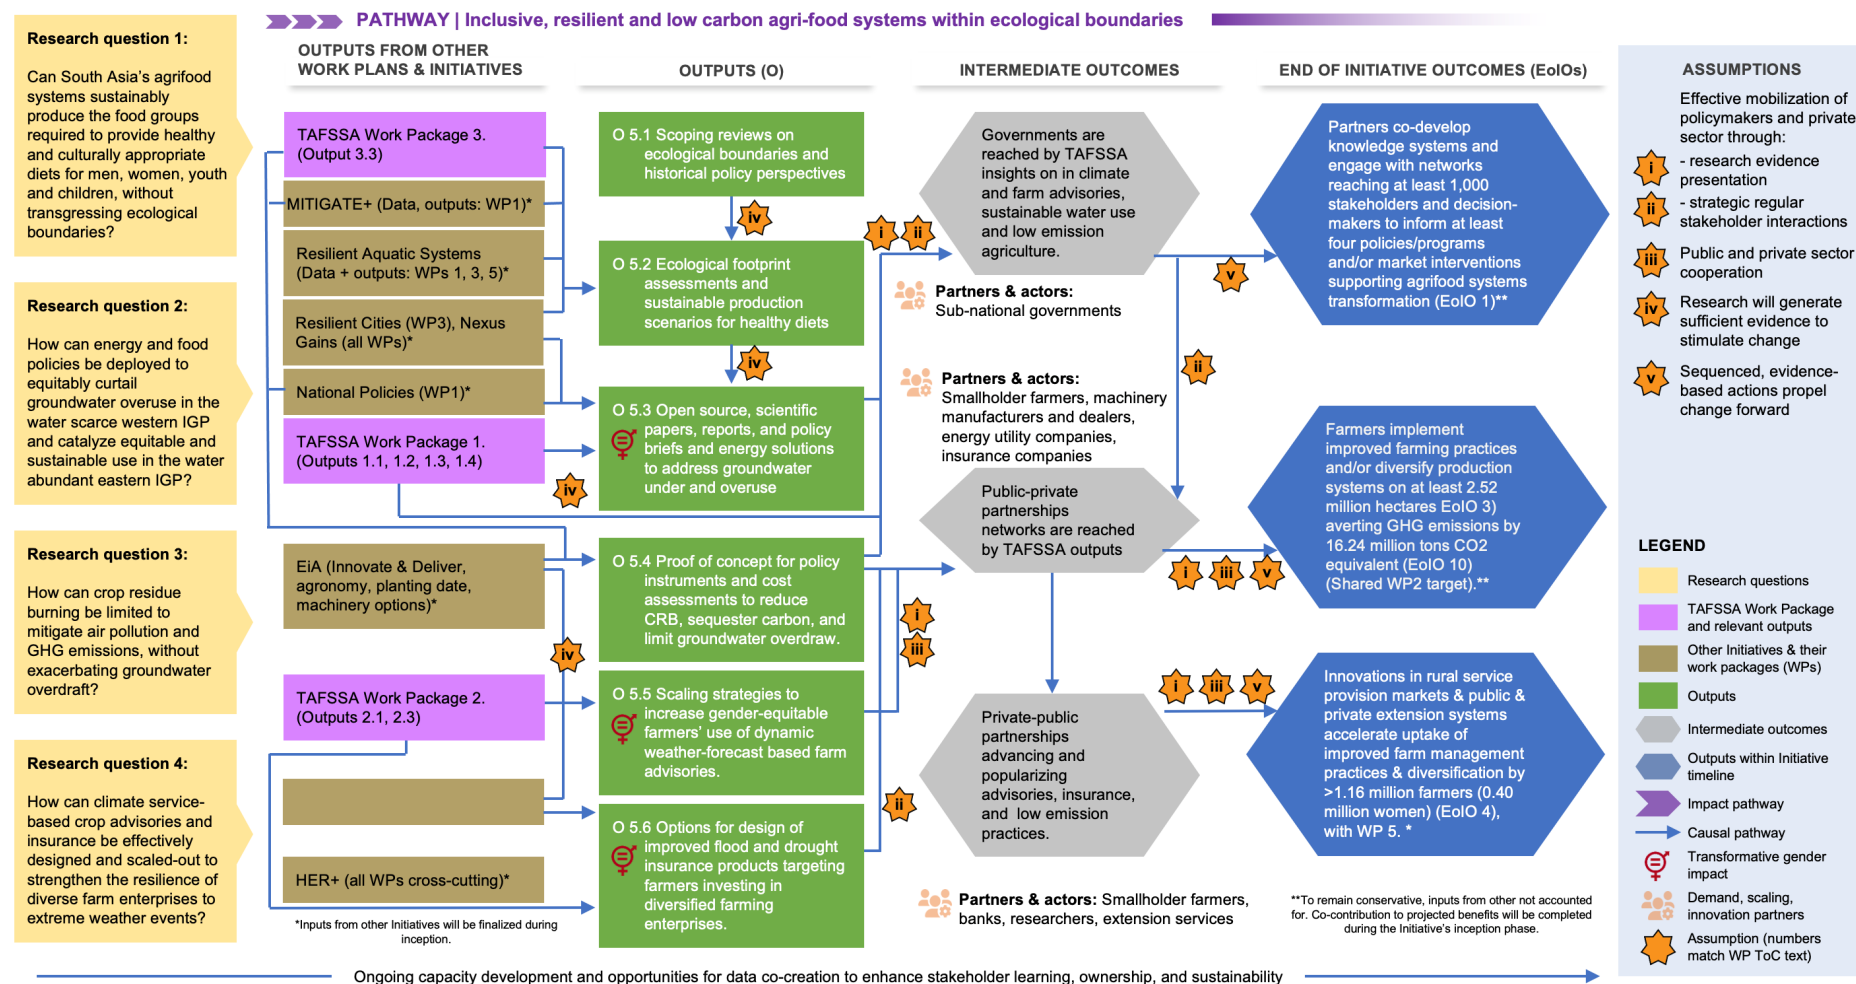 PATHWAY | Inclusive, resilient and low carbon agri-food systems within ecological boundaries
Research question 1:
Can South Asia's agrifood
systems sustainably
produce the food groups
required to provide healthy
and culturally appropriate
diets for men, women, youth
and children, without
transgressing ecological
boundaries?
Research question 2:
How can energy and food
policies be deployed to
equitably curtail
groundwater overuse in the
water scarce western IGP
and catalyze equitable and
sustainable use in the water
abundant eastern IGP?
Research question 3:
How can crop residue
burning be limited to
mitigate air pollution and
GHG emissions, without
exacerbating groundwater
overdraft?
Research question 4:
How can climate service-
based crop advisories and
insurance be effectively
designed and scaled-out to
strengthen the resilience of
diverse farm enterprises to
extreme weather events?
OUTPUTS FROM OTHER
WORK PLANS & INITIATIVES
TAFSSA Work Package 3.
(Output 3.3)
MITIGATE+ (Data, outputs: WP1)*
Resilient Aquatic Systems
(Data + outputs: WPs 1, 3, 5)*
Resilient Cities (WP3), Nexus
Gains (all WPs)*
National Policies (WP1)*
TAFSSA Work Package 1.
(Outputs 1.1, 1.2, 1.3, 1.4)
iv
EiA (Innovate & Deliver,
agronomy, planting date,
machinery options)*
iv
TAFSSA Work Package 2.
(Outputs 2.1, 2.3)
HER+ (all WPs cross-cutting)*
*Inputs from other Initiatives will be finalized during
inception.
OUTPUTS (O)
O 5.1 Scoping reviews on
ecological boundaries and
historical policy perspectives
iv
O 5.2 Ecological footprint
assessments and
sustainable production
scenarios for healthy diets
iv
O 5.3 Open source, scientific
papers, reports, and policy
briefs and energy solutions
to address groundwater
under and overuse
O 5.4 Proof of concept for policy
instruments and cost
assessments to reduce
CRB, sequester carbon, and
limit groundwater overdraw.
O 5.5 Scaling strategies to
increase gender-equitable
farmers' use of dynamic
weather-forecast based farm
advisories.
O 5.6 Options for design of
improved flood and drought
insurance products targeting
farmers investing in
diversified farming
enterprises.
i
ii
i
iii
ii
INTERMEDIATE OUTCOMES
Governments are
reached by TAFSSA
insights on in climate
and farm advisories,
sustainable water use
and low emission
agriculture.
Partners & actors:
Sub-national governments
v
ii
Partners & actors:
Smallholder farmers, machinery
manufacturers and dealers,
energy utility companies,
insurance companies
Public-private
partnerships
networks are reached
by TAFSSA outputs
i
iii
v
Private-public
partnerships
advancing and
popularizing
advisories, insurance,
and low emission
practices.
i
iii
v
Partners & actors: Smallholder farmers,
banks, researchers, extension services
END OF INITIATIVE OUTCOMES (EoIOs)
Partners co-develop
knowledge systems and
engage with networks
reaching at least 1,000
stakeholders and decision-
makers to inform at least
four policies/programs
and/or market interventions
supporting agrifood systems
transformation (EoIO 1)**
Farmers implement
improved farming practices
and/or diversify production
systems on at least 2.52
million hectares EoIO 3)
averting GHG emissions by
16.24 million tons CO2
equivalent (EoIO 10)
(Shared WP2 target).**
Innovations in rural service
provision markets & public &
private extension systems
accelerate uptake of
improved farm management
practices & diversification by
>1.16 million farmers (0.40
million women) (EoIO 4),
with WP 5. *
**To remain conservative, inputs from other not accounted
for. Co-contribution to projected benefits will be completed
during the Initiative's inception phase.
ASSUMPTIONS
Effective mobilization of
policymakers and private
sector through:
i - research evidence
presentation
ii - strategic regular
stakeholder interactions
iii Public and private sector
cooperation
iv Research will generate
sufficient evidence to
stimulate change
v Sequenced, evidence-
based actions propel
change forward
LEGEND
Research questions
TAFSSA Work Package
and relevant outputs
Other Initiatives & their
work packages (WPs)
Outputs
Intermediate outcomes
Outputs within Initiative
timeline
Impact pathway
Causal pathway
Transformative gender
impact
Demand, scaling,
innovation partners
Assumption (numbers
match WP ToC text)
Ongoing capacity development and opportunities for data co-creation to enhance stakeholder learning, ownership, and sustainability